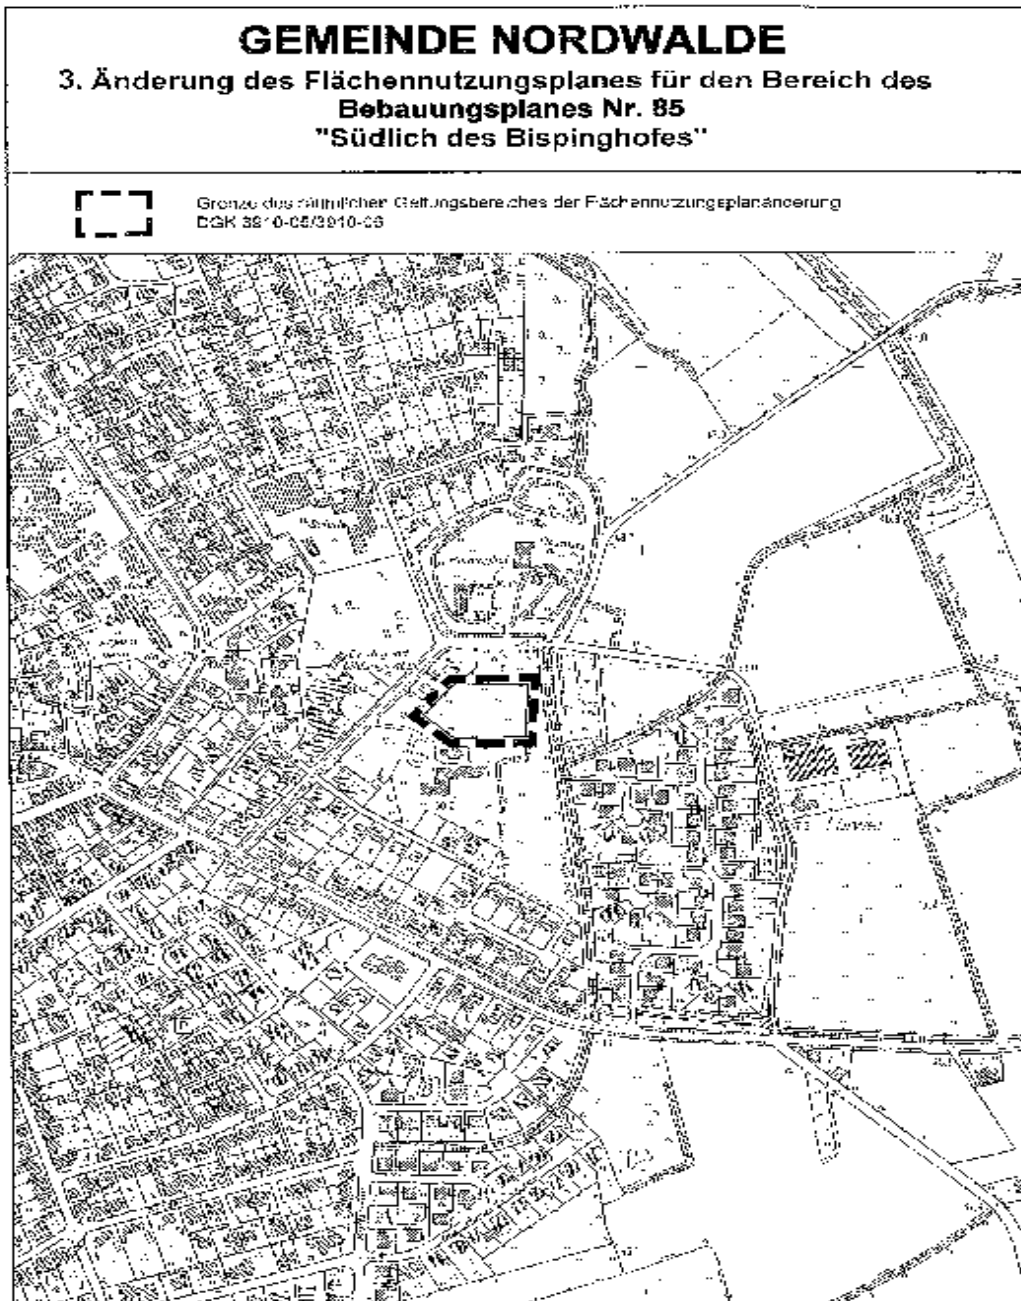 GEMEINDE NORDWALDE
3. Änderung des Flächennutzungsplanes für den Bereich des
Bebauungsplanes Nr. 85
"Südlich des Bispinghofes"
Grenze des räumlichen Geltungsbereiches der Flächennutzungsplanänderung
DGK